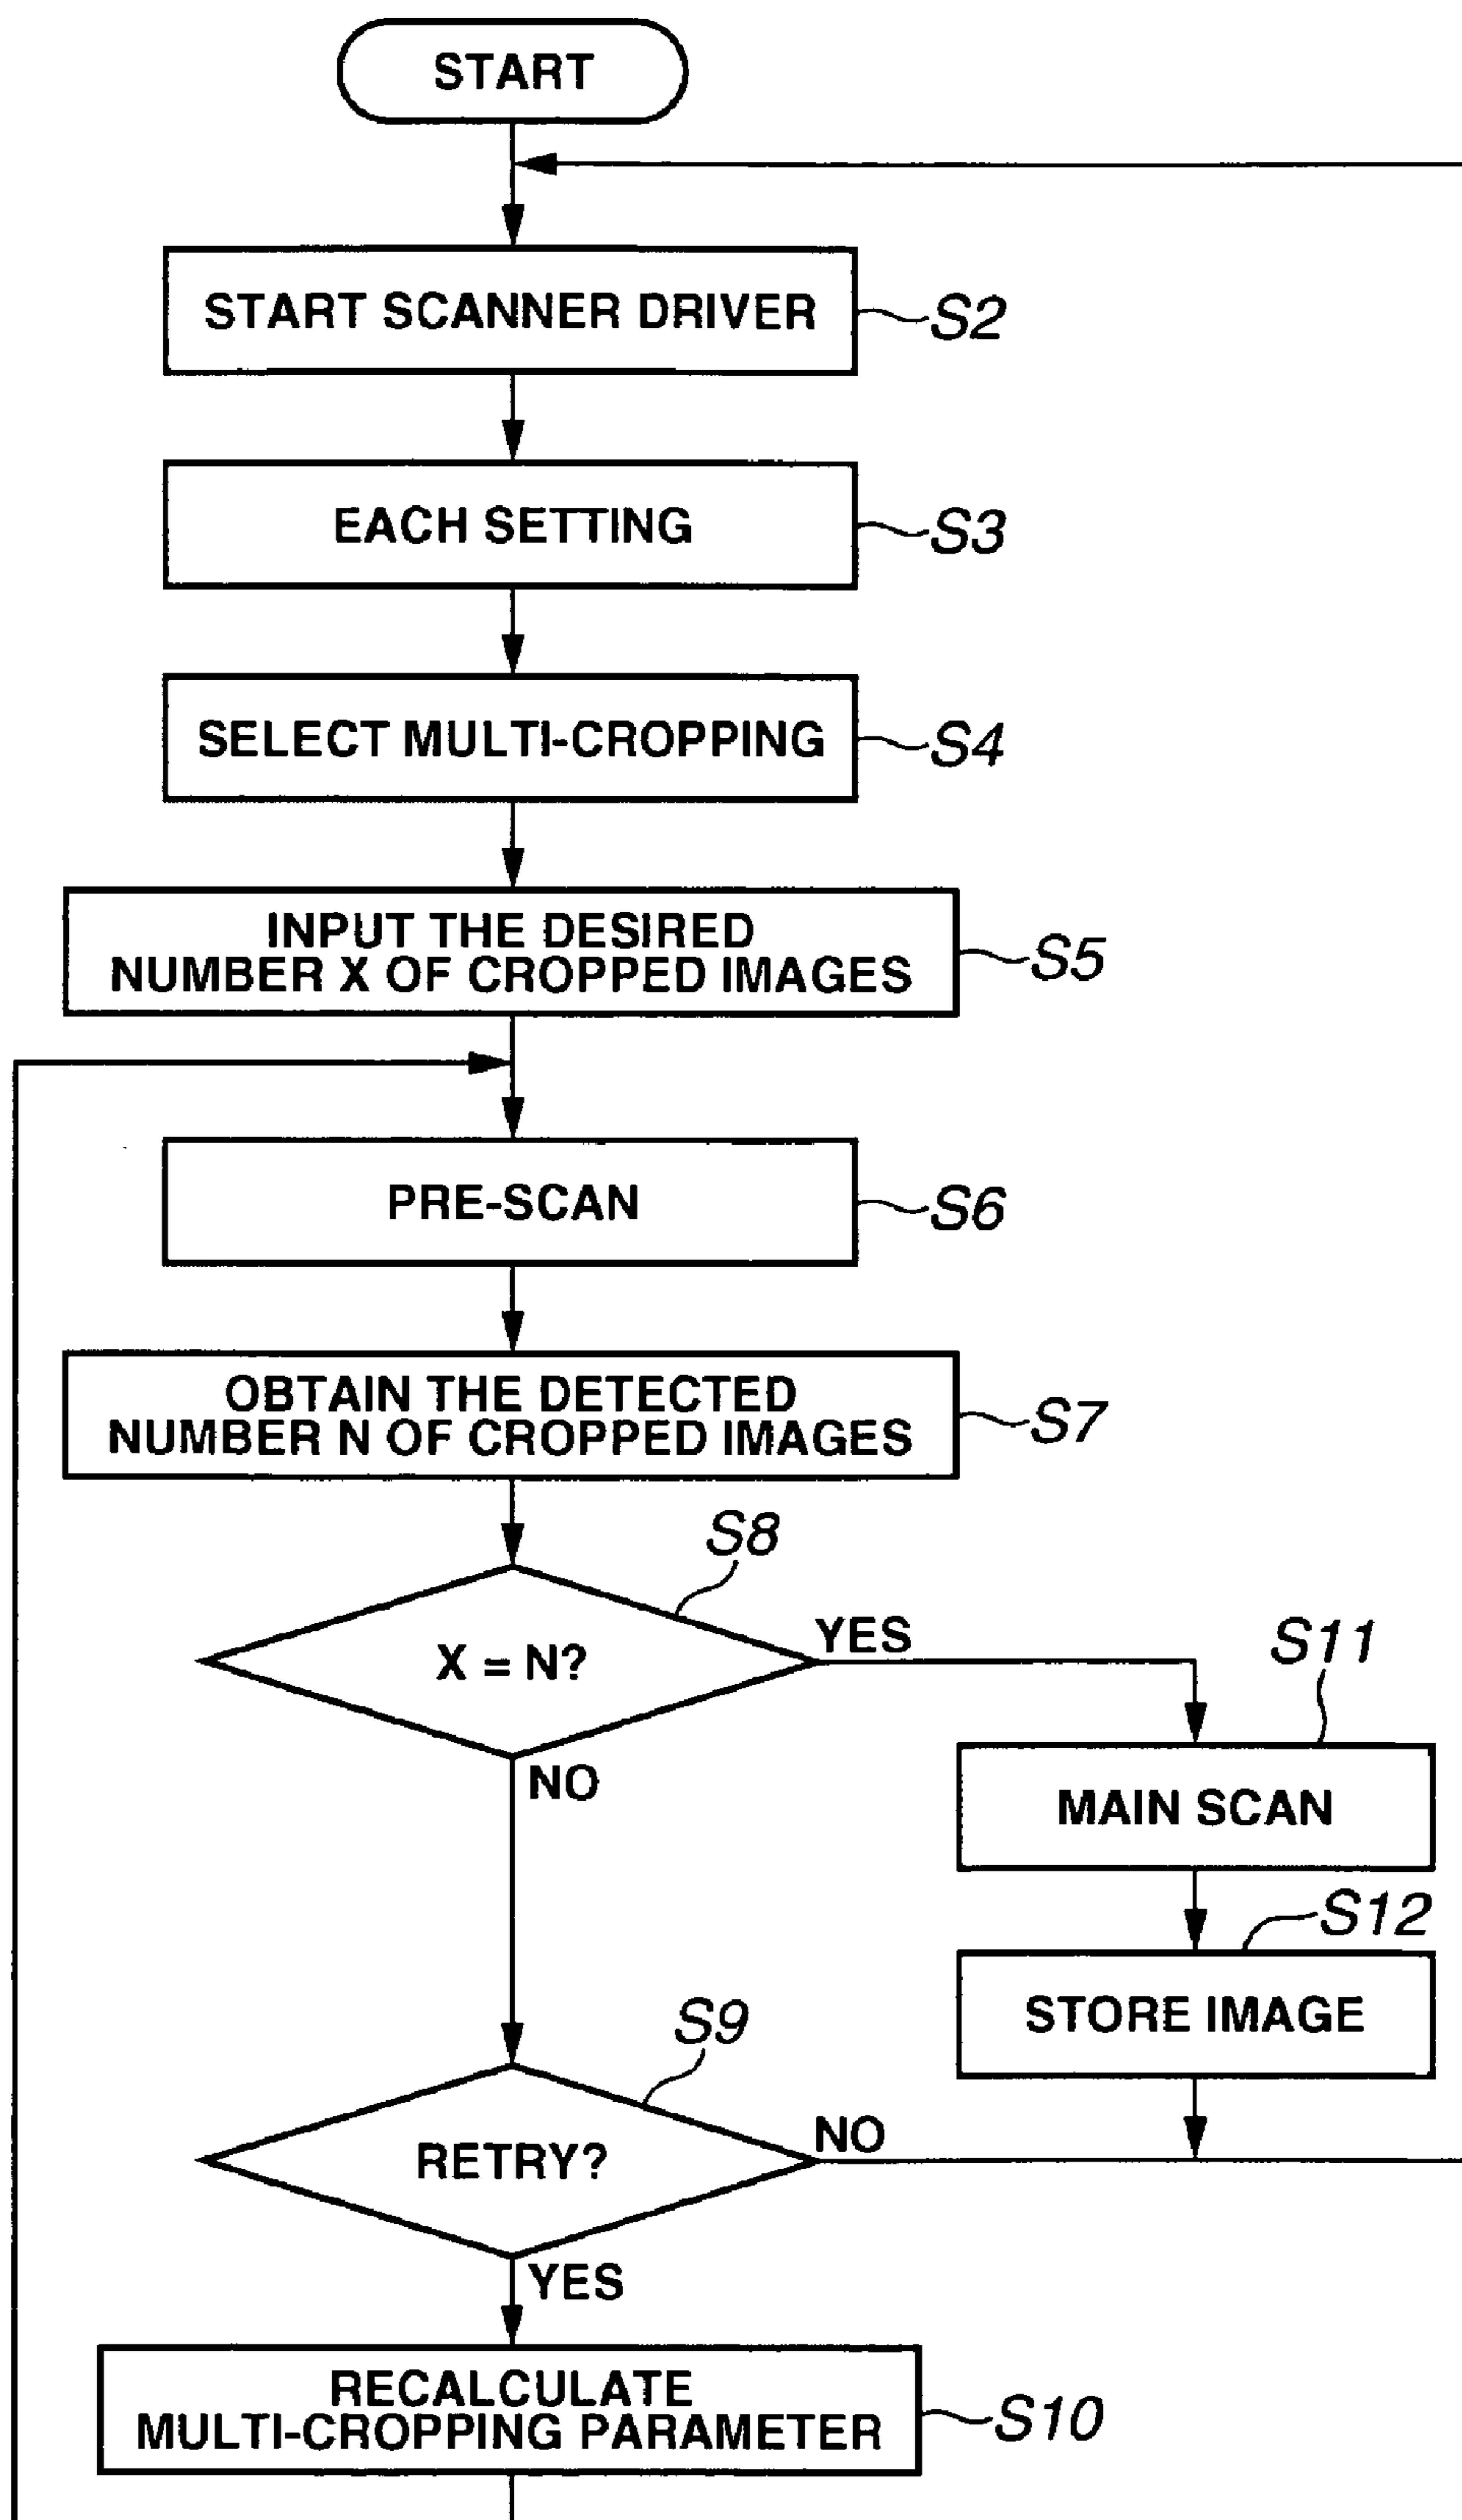 START
START SCANNER DRIVER
S2
EACH SETTING
S3
SELECT MULTI-CROPPING
S4
INPUT THE DESIRED
NUMBER X OF CROPPED IMAGES
S5
PRE-SCAN
S6
OBTAIN THE DETECTED
NUMBER N OF CROPPED IMAGES
S7
S8
X = N?
YES
NO
S11
MAIN SCAN
S12
STORE IMAGE
S9
RETRY?
NO
YES
RECALCULATE
MULTI-CROPPING PARAMETER
S10